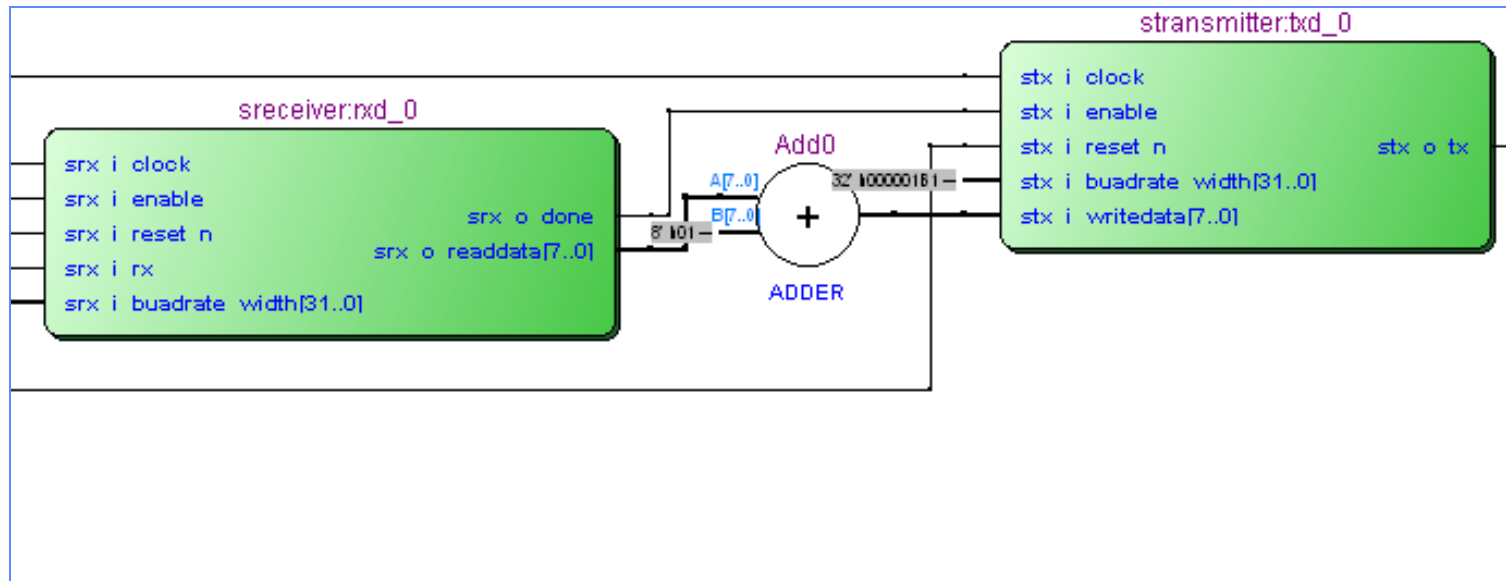 stransmitter:txd_0
stx i clock
stx i enable
stx i reset n
stx i buadrate width[31..0]
stx i writedata[7..0]
stx o tx
sreceiver:rxd_0
srx i clock
srx i enable
srx i reset n
srx i rx
srx i buadrate width[31..0]
srx o done
srx o readdata[7..0]
Add0
A[7..0]
B[7..0]
8' h01
+
32' h000001B1
ADDER